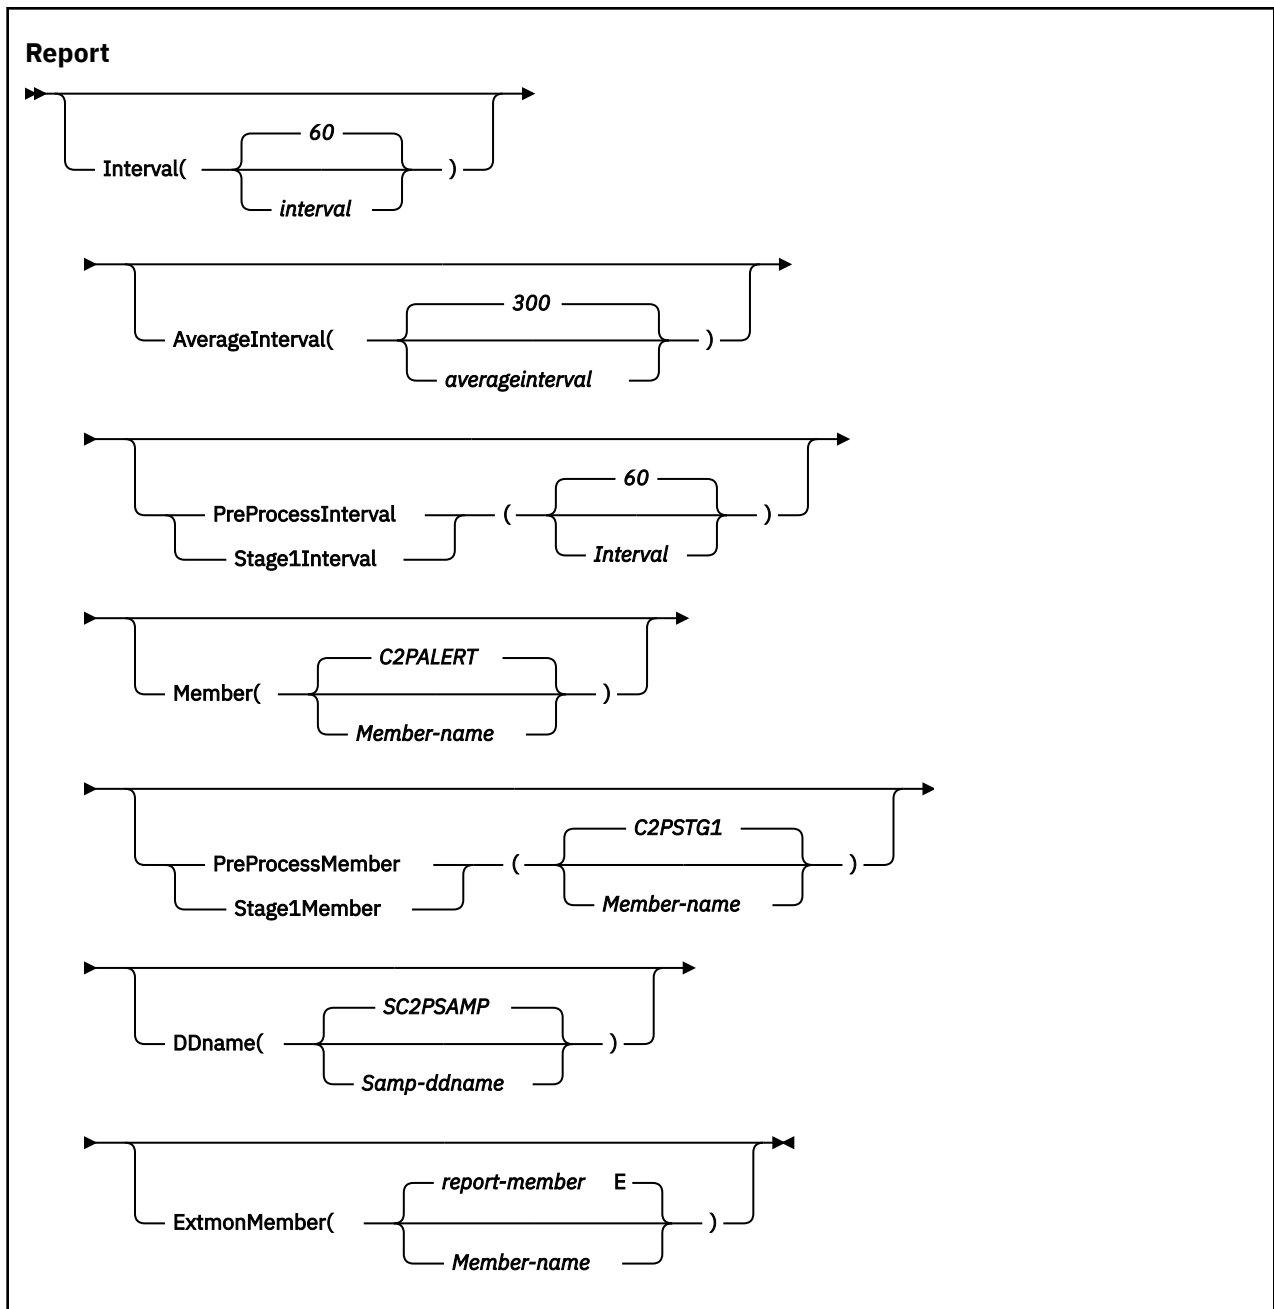 Report
60
Interval( )
interval
300
AverageInterval( )
averageinterval
60
PreProcessInterval ( )
Stage1Interval Interval
C2PALERT
Member( )
Member-name
C2PSTG1
PreProcessMember ( )
Stage1Member Member-name
SC2PSAMP
DDname( )
Samp-ddname
report-member E
ExtmonMember( )
Member-name